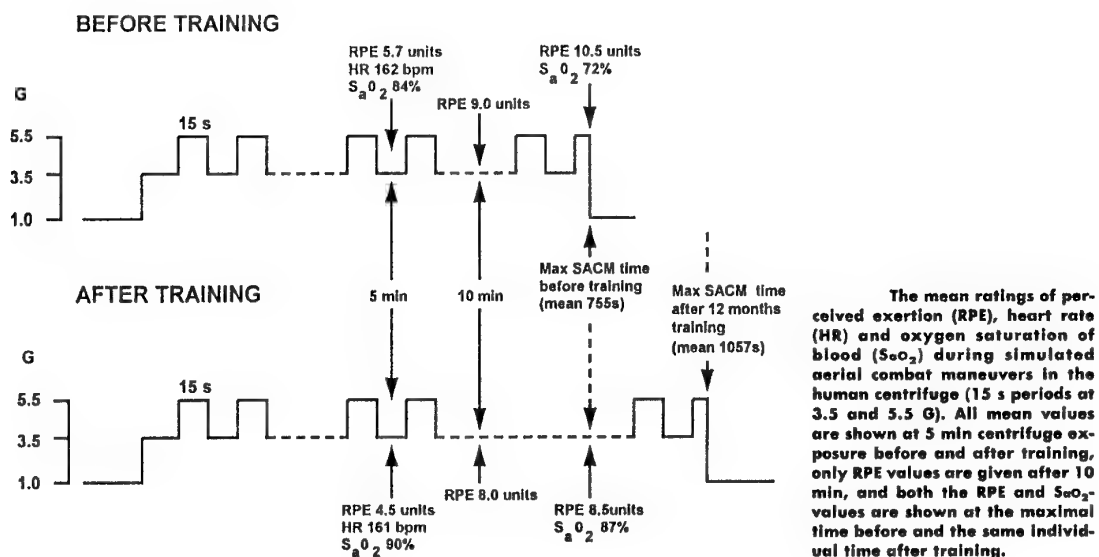 BEFORE TRAINING
RPE 5.7 units
HR 162 bpm
SaO2 84%
RPE 9.0 units
RPE 10.5 units
SaO2 72%
G
15 s
5.5
3.5
1.0
AFTER TRAINING
5 min
10 min
Max SACM time
before training
(mean 755s)
Max SACM time
after 12 months
training
(mean 1057s)
G
15 s
5.5
3.5
1.0
RPE 4.5 units
HR 161 bpm
SaO2 90%
RPE 8.0 units
RPE 8.5units
SaO2 87%
The mean ratings of per-
ceived exertion (RPE), heart rate
(HR) and oxygen saturation of
blood (SaO2) during simulated
aerial combat maneuvers in the
human centrifuge (15 s periods at
3.5 and 5.5 G). All mean values
are shown at 5 min centrifuge ex-
posure before and after training,
only RPE values are given after 10
min, and both the RPE and SaO2-
values are shown at the maximal
time before and the same individ-
ual time after training.